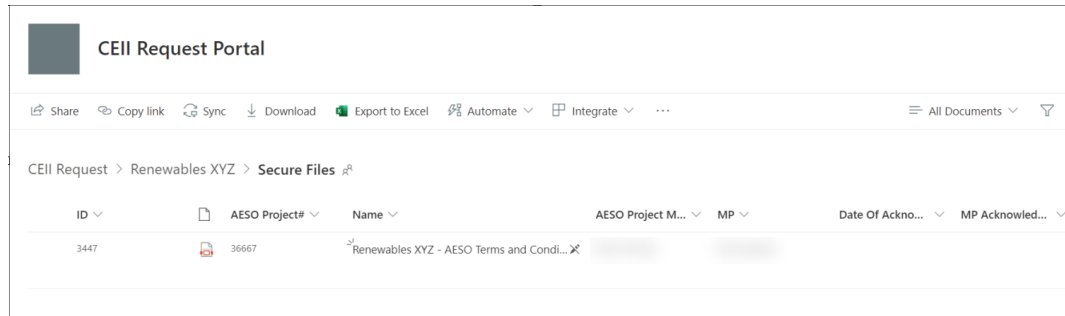 CEII Request Portal
Share Copy link Sync Download Export to Excel Automate Integrate ... All Documents
CEII Request > Renewables XYZ > Secure Files
ID AESO Project# Name AESO Project M... MP Date Of Ackno... MP Acknowled...
3447 36667 Renewables XYZ - AESO Terms and Condi...